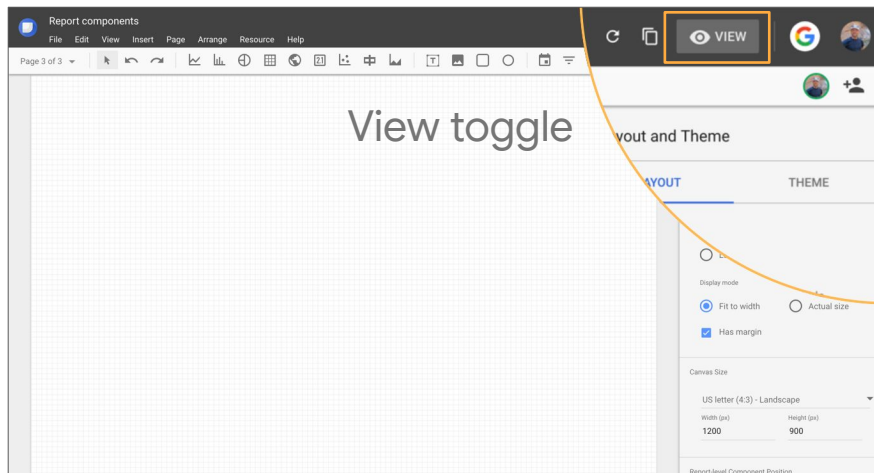 Report components
File Edit View Insert Page Arrange Resource Help
VIEW
Page 3 of 3
View toggle
yout and Theme
AYOUT THEME
Display mode
Fit to width Actual size
Has margin
Canvas Size
US letter (4:3) - Landscape
Width (px) Height (px)
1200 900
Report-level Component Position